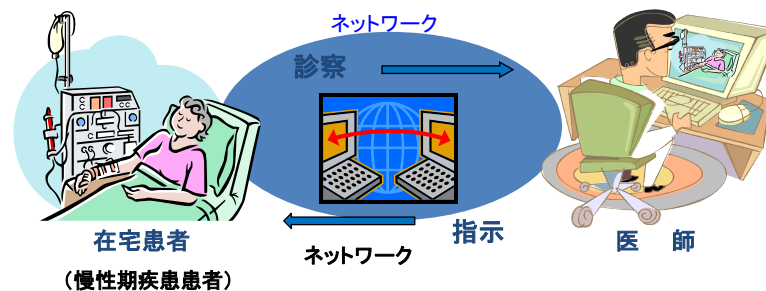 ネットワーク
診察
指示
ネットワーク
在宅患者
(慢性期疾患患者)
医 師